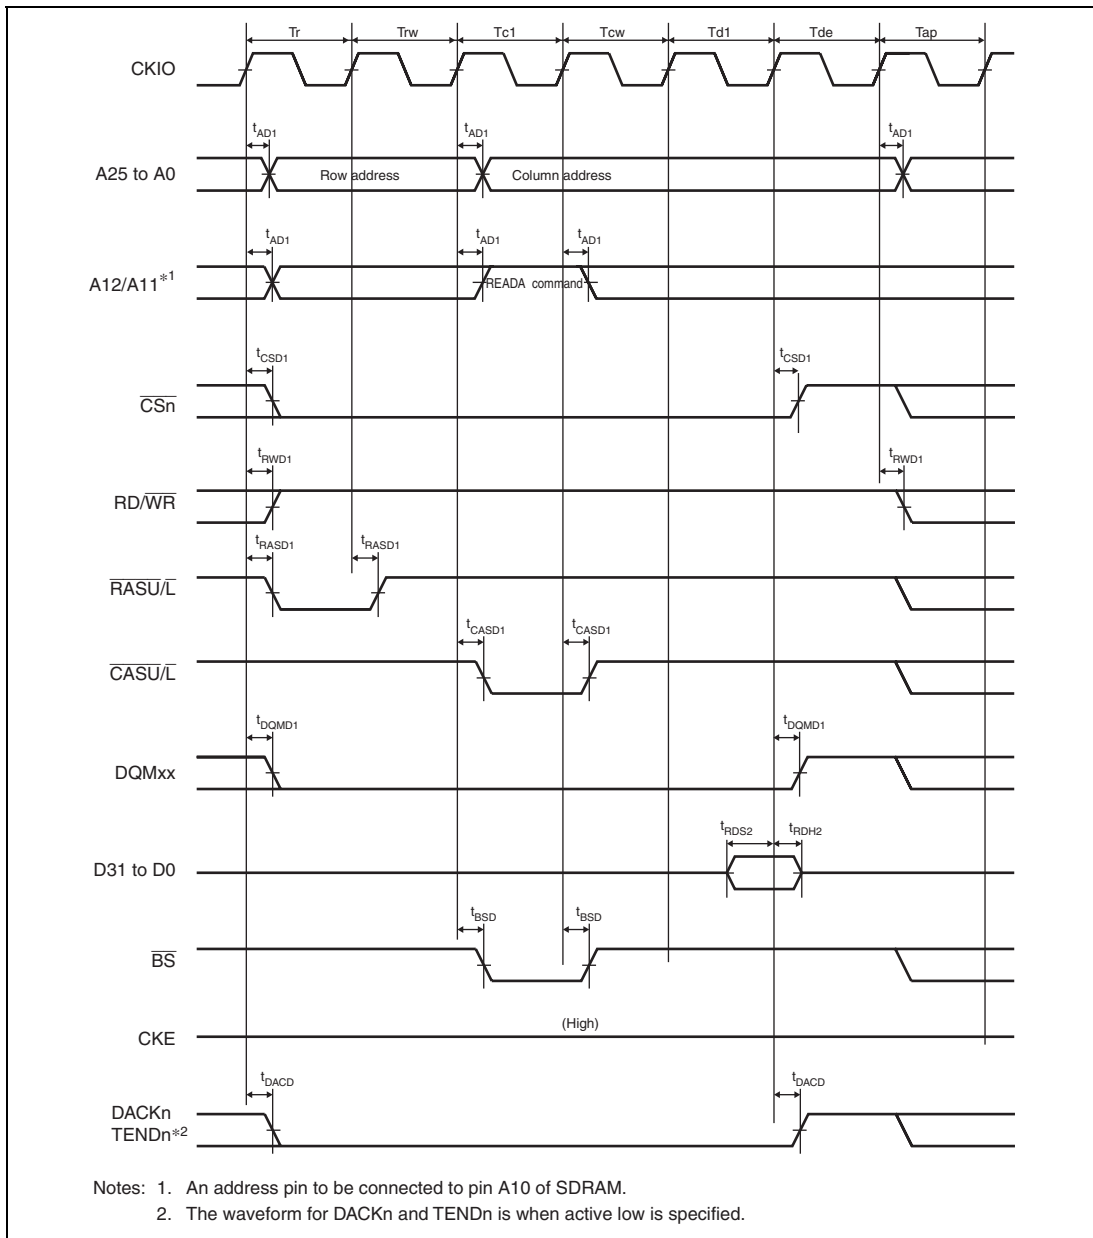 Tr Trw Tc1 Tcw Td1 Tde Tap
CKIO
tAD1 tAD1 tAD1
A25 to A0 Row address Column address
tAD1 tAD1 tAD1
A12/A11*1 READA command
tCSD1 tCSD1
CSn
tRWD1 tRWD1
RD/WR
tRASD1 tRASD1
RASU/L
tCASD1 tCASD1
CASU/L
tDQMD1 tDQMD1
DQMxx
tRDS2 tRDH2
D31 to D0
tBSD tBSD
BS
(High)
CKE
tDACD tDACD
DACKn
TENDn*2
Notes: 1. An address pin to be connected to pin A10 of SDRAM.
2. The waveform for DACKn and TENDn is when active low is specified.